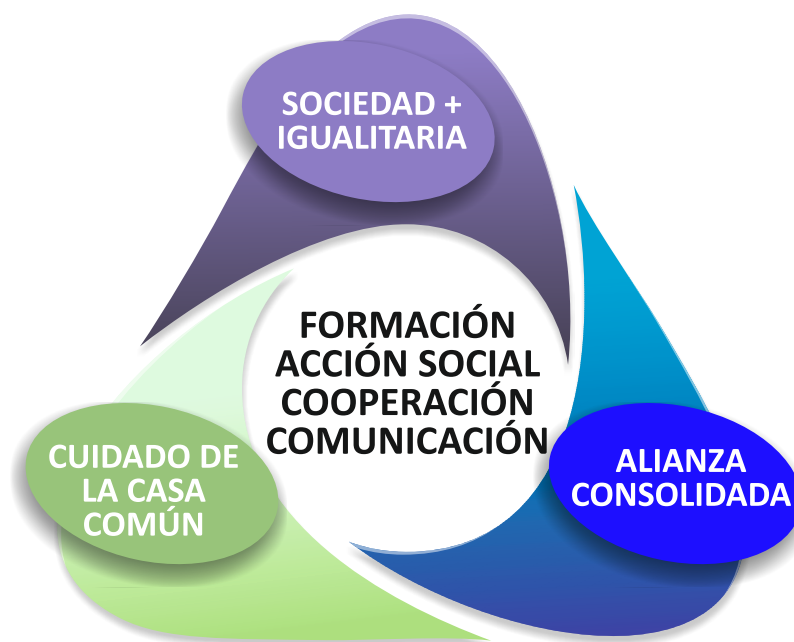 SOCIEDAD +
IGUALITARIA
FORMACIÓN
ACCIÓN SOCIAL
COOPERACIÓN
COMUNICACIÓN
CUIDADO DE
LA CASA
COMÚN
ALIANZA
CONSOLIDADA